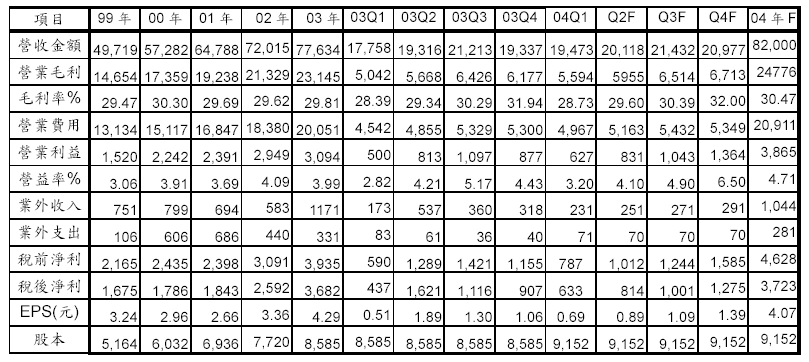 項目 99 年 00 年 01 年 02 年 03 年 03Q1 03Q2 03Q3 03Q4 04Q1 Q2F Q3F Q4F 04 年 F
營收金額 49,719 57,282 64,788 72,015 77,634 17,758 19,316 21,213 19,337 19,473 20,118 21,432 20,977 82,000
營業毛利 14,654 17,359 19,238 21,329 23,145 5,042 5,668 6,426 6,177 5,594 5955 6,514 6,713 24776
毛利率% 29.47 30.30 29.69 29.62 29.81 28.39 29.34 30.29 31.94 28.73 29.60 30.39 32.00 30.47
營業費用 13,134 15,117 16,847 18,380 20,051 4,542 4,855 5,329 5,300 4,967 5,163 5,432 5,349 20,911
營業利益 1,520 2,242 2,391 2,949 3,094 500 813 1,097 877 627 831 1,043 1,364 3,865
營益率% 3.06 3.91 3.69 4.09 3.99 2.82 4.21 5.17 4.43 3.20 4.10 4.90 6.50 4.71
業外收入 751 799 694 583 1171 173 537 360 318 231 251 271 291 1,044
業外支出 106 606 686 440 331 83 61 36 40 71 70 70 70 281
稅前淨利 2,165 2,435 2,398 3,091 3,935 590 1,289 1,421 1,155 787 1,012 1,244 1,585 4,628
稅後淨利 1,675 1,786 1,843 2,592 3,682 437 1,621 1,116 907 633 814 1,001 1,275 3,723
EPS(元) 3.24 2.96 2.66 3.36 4.29 0.51 1.89 1.30 1.06 0.69 0.89 1.09 1.39 4.07
股本 5,164 6,032 6,936 7,720 8,585 8,585 8,585 8,585 8,585 9,152 9,152 9,152 9,152 9,152